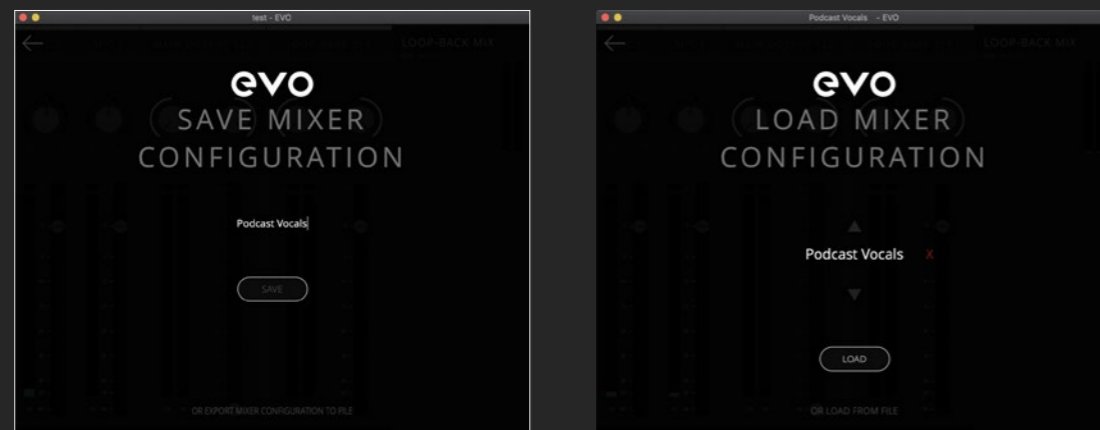 test - EVO
LOOP-BACK MIX
evo
SAVE MIXER
CONFIGURATION
Podcast Vocals
SAVE
OR EXPORT MIXER CONFIGURATION TO FILE
Podcast Vocals - EVO
LOOP-BACK MIX
evo
LOAD MIXER
CONFIGURATION
Podcast Vocals X
LOAD
OR LOAD FROM FILE